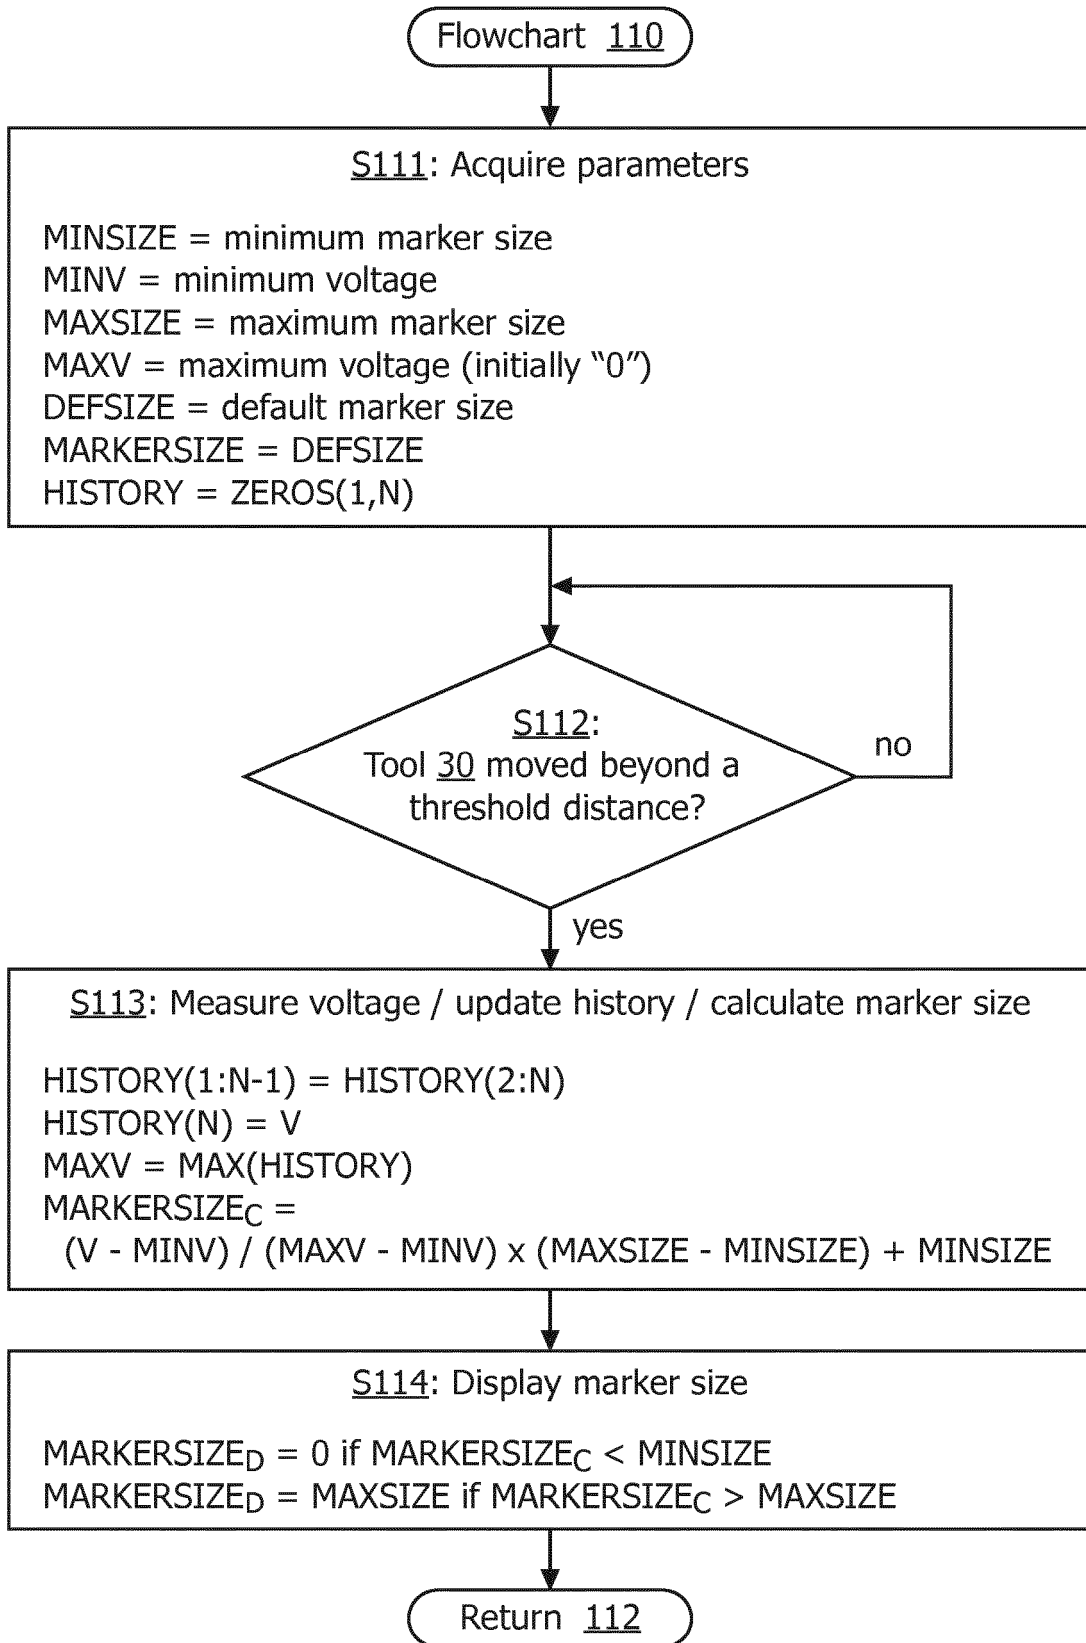 Flowchart 110
S111: Acquire parameters
MINSIZE = minimum marker size
MINV = minimum voltage
MAXSIZE = maximum marker size
MAXV = maximum voltage (initially “0”)
DEFSIZE = default marker size
MARKERSIZE = DEFSIZE
HISTORY = ZEROS(1,N)
S112:
Tool 30 moved beyond a
threshold distance?
no
yes
S113: Measure voltage / update history / calculate marker size
HISTORY(1:N-1) = HISTORY(2:N)
HISTORY(N) = V
MAXV = MAX(HISTORY)
MARKERSIZEC =
(V - MINV) / (MAXV - MINV) x (MAXSIZE - MINSIZE) + MINSIZE
S114: Display marker size
MARKERSIZED = 0 if MARKERSIZEC < MINSIZE
MARKERSIZED = MAXSIZE if MARKERSIZEC > MAXSIZE
Return 112